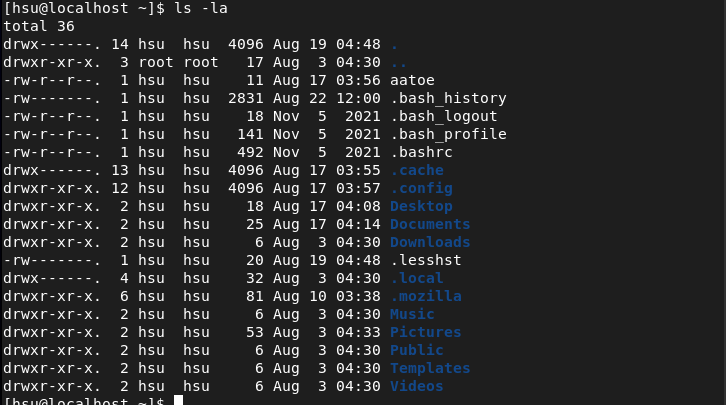 [hsu@localhost ~]$ ls -la
total 36
drwx------. 14 hsu  hsu  4096 Aug 19 04:48 .
drwxr-xr-x.  3 root root   17 Aug  3 04:30 ..
-rw-r--r--.  1 hsu  hsu    11 Aug 17 03:56 aatoe
-rw-------.  1 hsu  hsu  2831 Aug 22 12:00 .bash_history
-rw-r--r--.  1 hsu  hsu    18 Nov  5  2021 .bash_logout
-rw-r--r--.  1 hsu  hsu   141 Nov  5  2021 .bash_profile
-rw-r--r--.  1 hsu  hsu   492 Nov  5  2021 .bashrc
drwx------. 13 hsu  hsu  4096 Aug 17 03:55 .cache
drwxr-xr-x. 12 hsu  hsu  4096 Aug 17 03:57 .config
drwxr-xr-x.  2 hsu  hsu    18 Aug 17 04:08 Desktop
drwxr-xr-x.  2 hsu  hsu    25 Aug 17 04:14 Documents
drwxr-xr-x.  2 hsu  hsu     6 Aug  3 04:30 Downloads
-rw-------.  1 hsu  hsu    20 Aug 19 04:48 .lesshst
drwx------.  4 hsu  hsu    32 Aug  3 04:30 .local
drwxr-xr-x.  6 hsu  hsu    81 Aug 10 03:38 .mozilla
drwxr-xr-x.  2 hsu  hsu     6 Aug  3 04:30 Music
drwxr-xr-x.  2 hsu  hsu    53 Aug  3 04:33 Pictures
drwxr-xr-x.  2 hsu  hsu     6 Aug  3 04:30 Public
drwxr-xr-x.  2 hsu  hsu     6 Aug  3 04:30 Templates
drwxr-xr-x.  2 hsu  hsu     6 Aug  3 04:30 Videos
[hsu@localhost ~]$